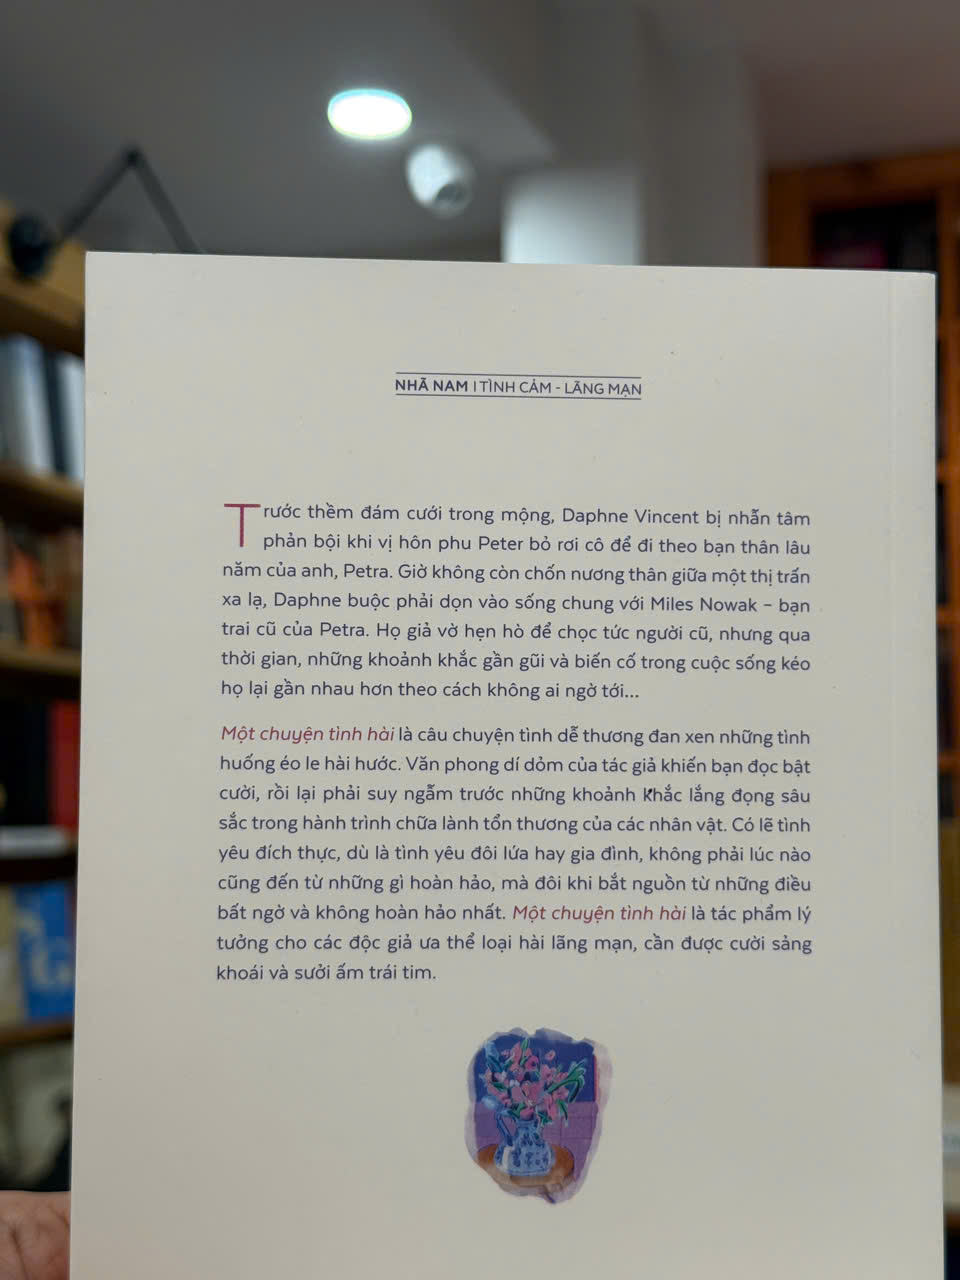 NHÃ NAM | TÌNH CẢM - LÃNG MẠN
Trước thềm đám cưới trong mộng, Daphne Vincent bị nhẫn tâm
phản bội khi vị hôn phu Peter bỏ rơi cô để đi theo bạn thân lâu
năm của anh, Petra. Giờ không còn chốn nương thân giữa một thị trấn
xa lạ, Daphne buộc phải dọn vào sống chung với Miles Nowak – bạn
trai cũ của Petra. Họ giả vờ hẹn hò để chọc tức người cũ, nhưng qua
thời gian, những khoảnh khắc gần gũi và biến cố trong cuộc sống kéo
họ lại gần nhau hơn theo cách không ai ngờ tới...
Một chuyện tình hài là câu chuyện tình dễ thương đan xen những tình
huống éo le hài hước. Văn phong dí dỏm của tác giả khiến bạn đọc bật
cười, rồi lại phải suy ngẫm trước những khoảnh khắc lắng đọng sâu
sắc trong hành trình chữa lành tổn thương của các nhân vật. Có lẽ tình
yêu đích thực, dù là tình yêu đôi lứa hay gia đình, không phải lúc nào
cũng đến từ những gì hoàn hảo, mà đôi khi bắt nguồn từ những điều
bất ngờ và không hoàn hảo nhất. Một chuyện tình hài là tác phẩm lý
tưởng cho các độc giả ưa thể loại hài lãng mạn, cần được cười sảng
khoái và sưởi ấm trái tim.